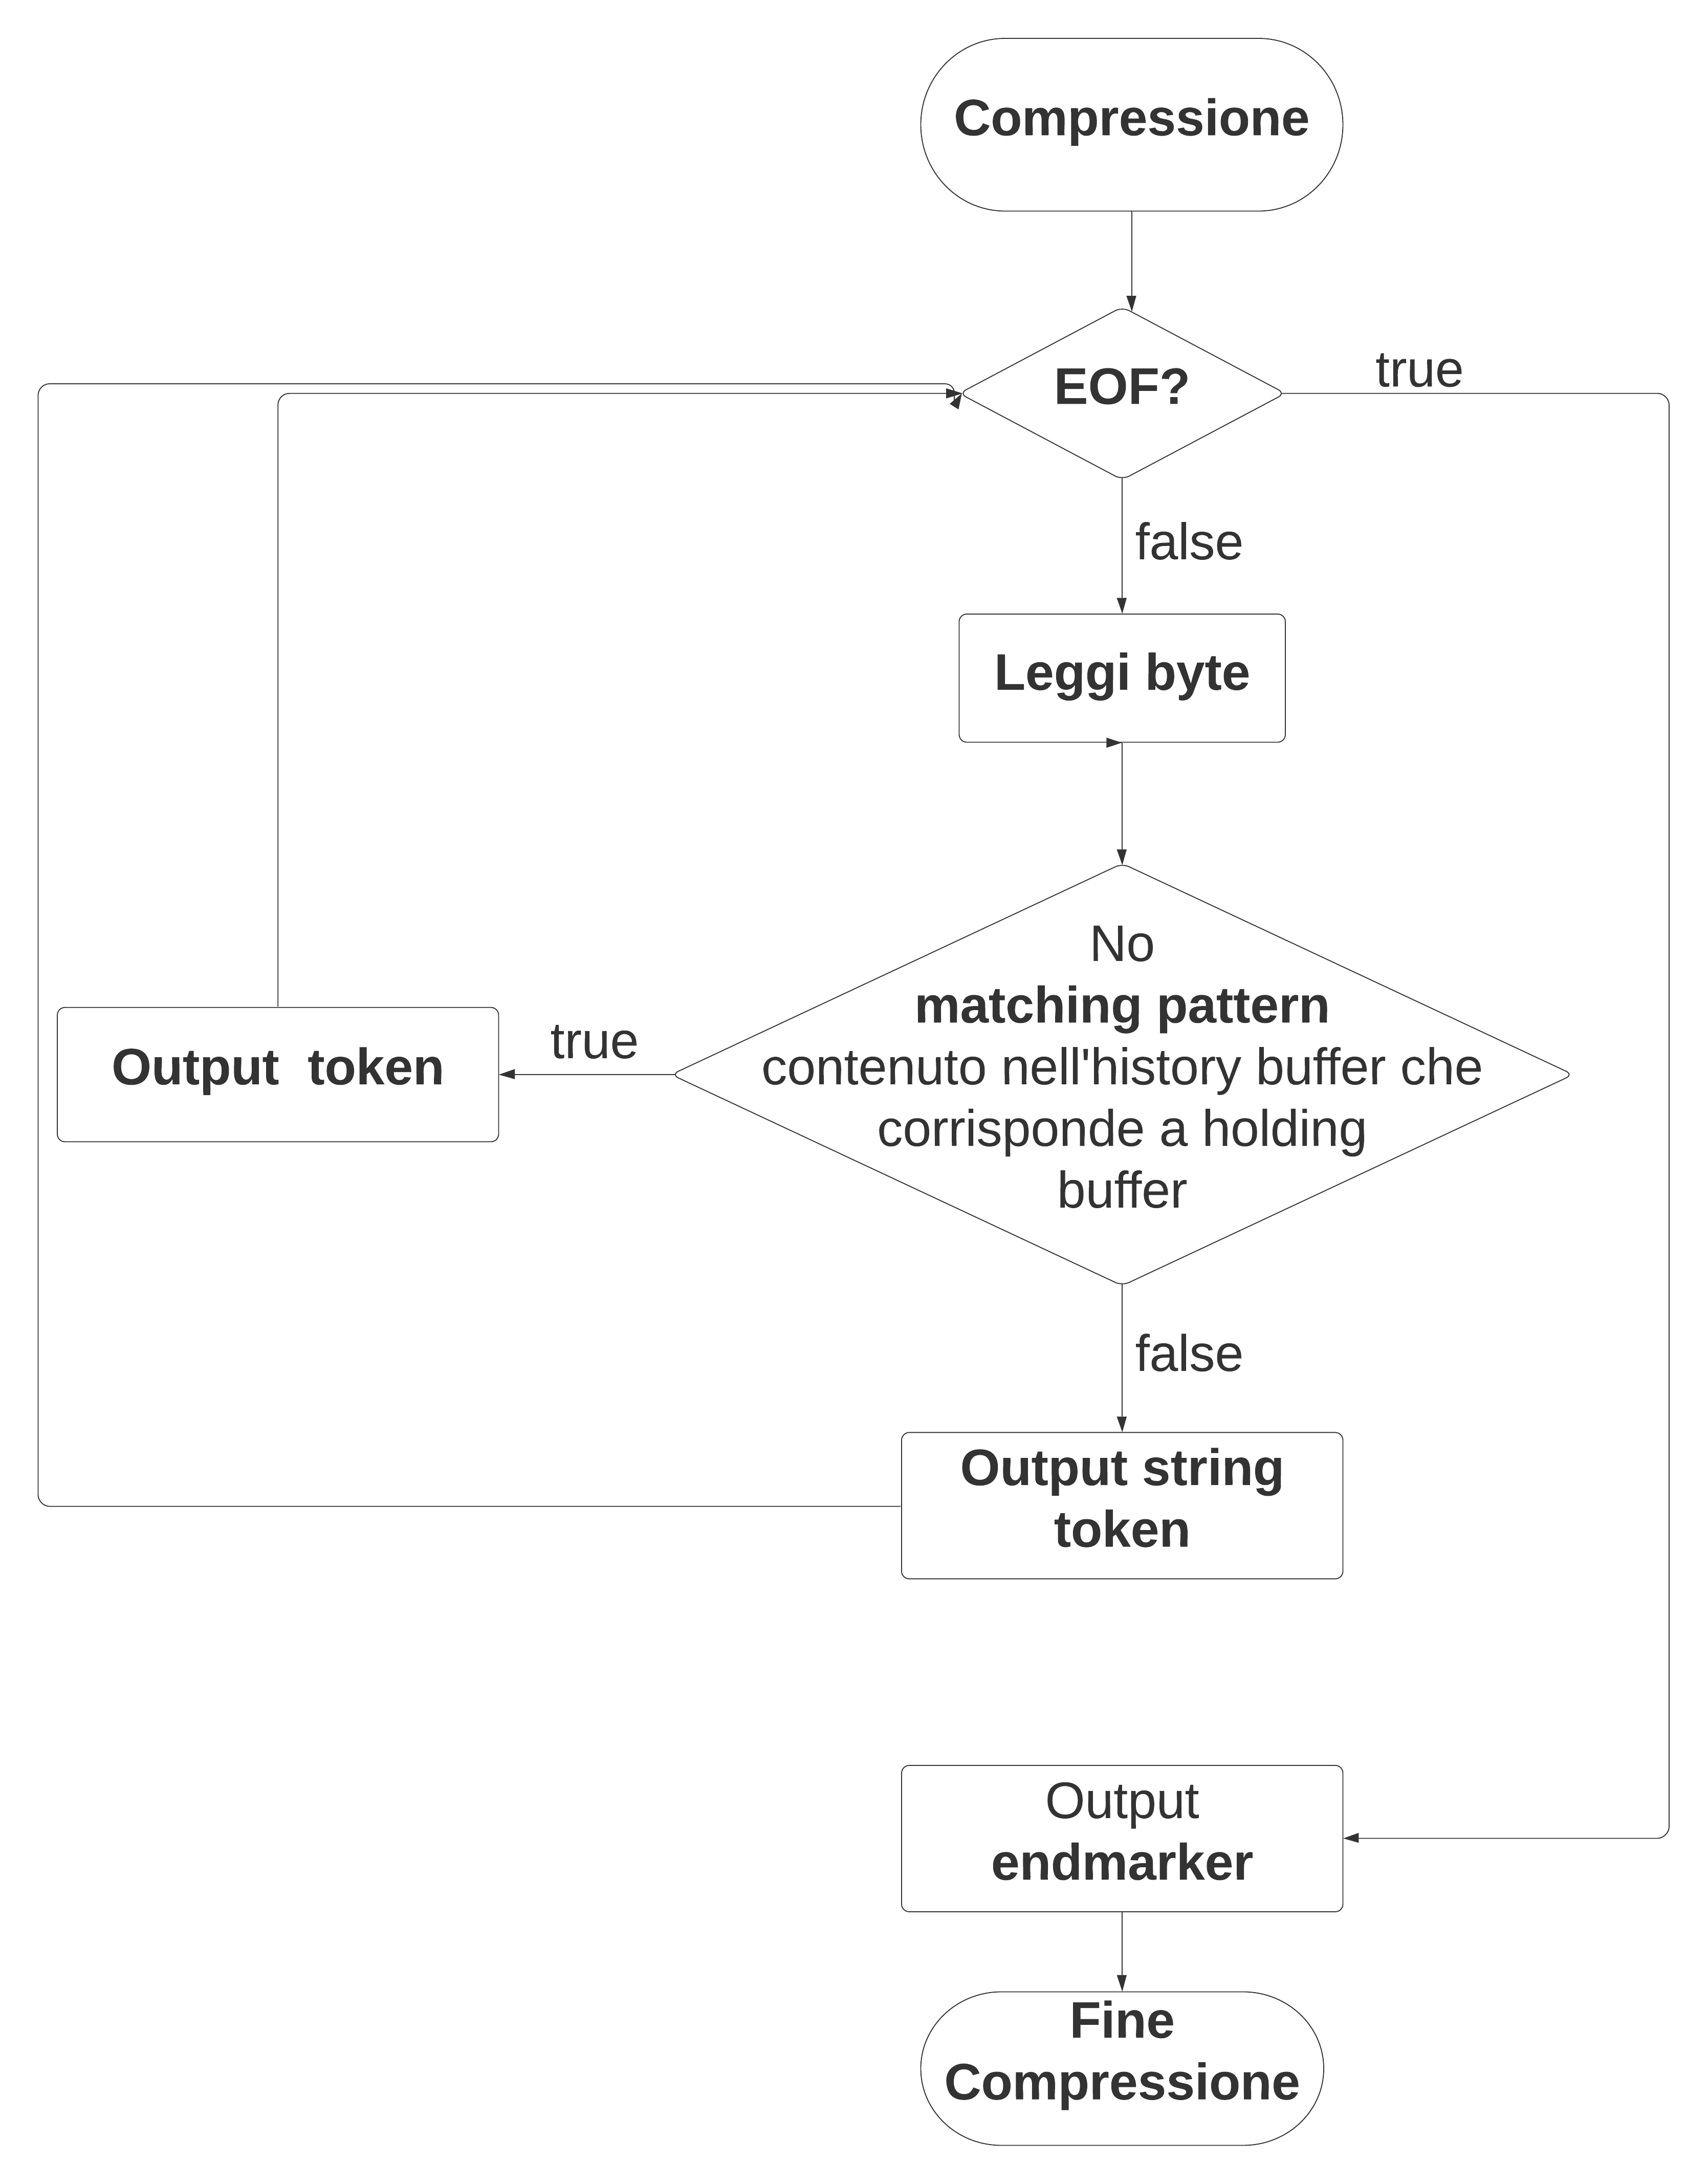 Compressione
EOF?
true
false
Leggi byte
No
matching pattern
contenuto nell'history buffer che
corrisponde a holding
buffer
true
Output  token
false
Output string
token
Output
endmarker
Fine
Compressione